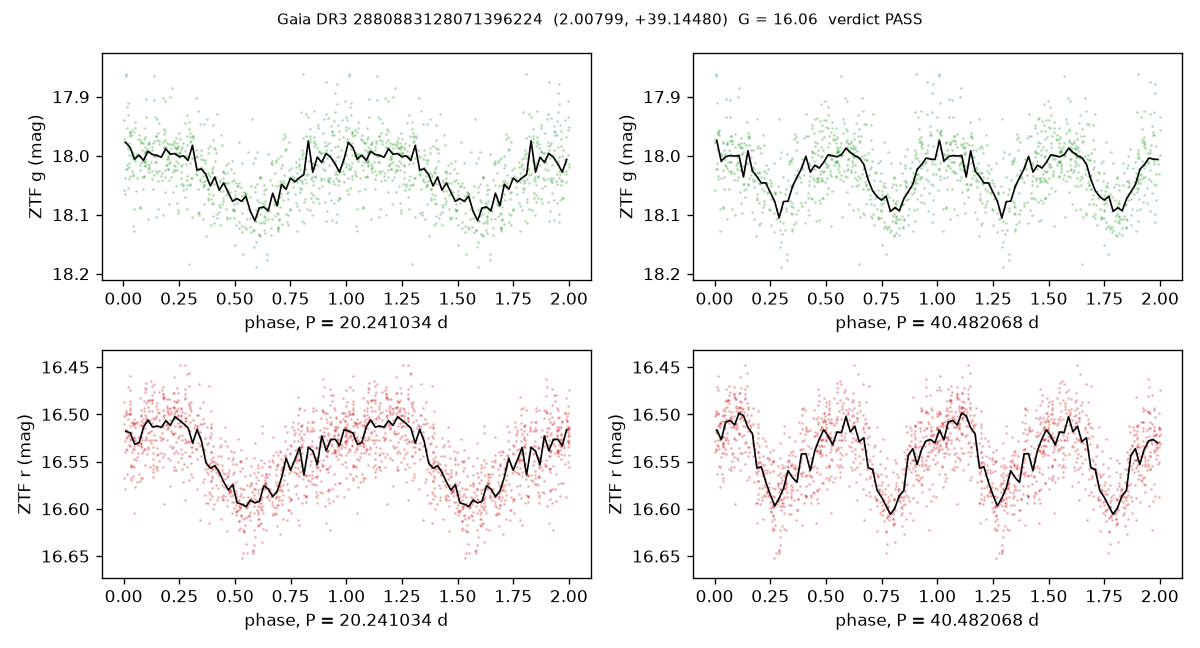 Gaia DR3 2880883128071396224  (2.00799, +39.14480)  G = 16.06  verdict PASS
ZTF g (mag)
17.9
18.0
18.1
18.2
0.00 0.25 0.50 0.75 1.00 1.25 1.50 1.75 2.00
phase, P = 20.241034 d
ZTF g (mag)
17.9
18.0
18.1
18.2
0.00 0.25 0.50 0.75 1.00 1.25 1.50 1.75 2.00
phase, P = 40.482068 d
ZTF r (mag)
16.45
16.50
16.55
16.60
16.65
0.00 0.25 0.50 0.75 1.00 1.25 1.50 1.75 2.00
phase, P = 20.241034 d
ZTF r (mag)
16.45
16.50
16.55
16.60
16.65
0.00 0.25 0.50 0.75 1.00 1.25 1.50 1.75 2.00
phase, P = 40.482068 d